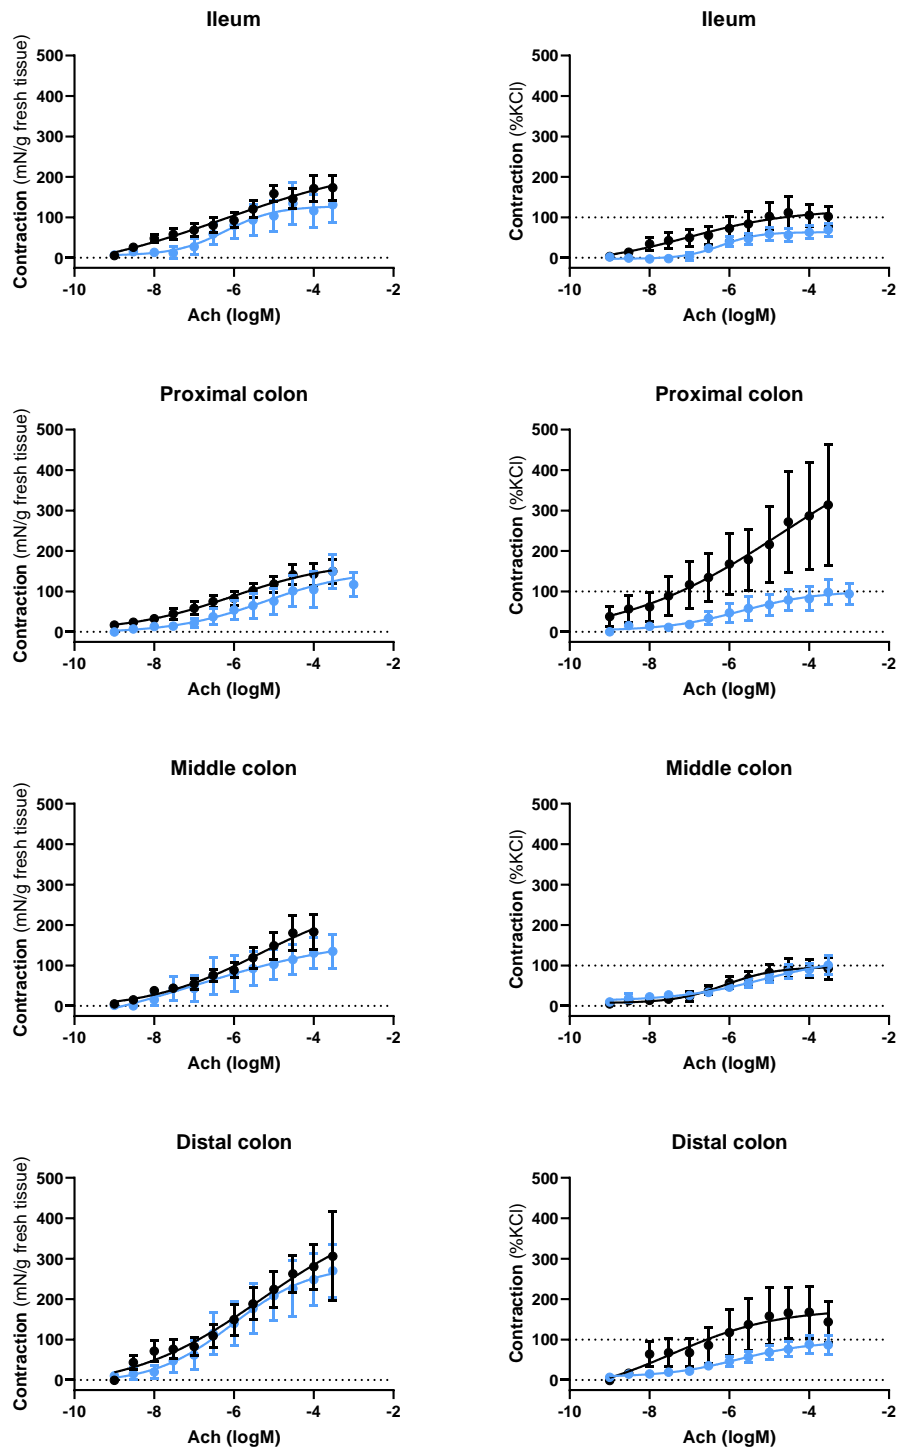 Ileum
Contraction (mN/g fresh tissue)
500
400
300
200
100
0
-10 -8 -6 -4 -2
Ach (logM)
Ileum
Contraction (%KCl)
500
400
300
200
100
0
-10 -8 -6 -4 -2
Ach (logM)
Proximal colon
Contraction (mN/g fresh tissue)
500
400
300
200
100
0
-10 -8 -6 -4 -2
Ach (logM)
Proximal colon
Contraction (%KCl)
500
400
300
200
100
0
-10 -8 -6 -4 -2
Ach (logM)
Middle colon
Contraction (mN/g fresh tissue)
500
400
300
200
100
0
-10 -8 -6 -4 -2
Ach (logM)
Middle colon
Contraction (%KCl)
500
400
300
200
100
0
-10 -8 -6 -4 -2
Ach (logM)
Distal colon
Contraction (mN/g fresh tissue)
500
400
300
200
100
0
-10 -8 -6 -4 -2
Ach (logM)
Distal colon
Contraction (%KCl)
500
400
300
200
100
0
-10 -8 -6 -4 -2
Ach (logM)